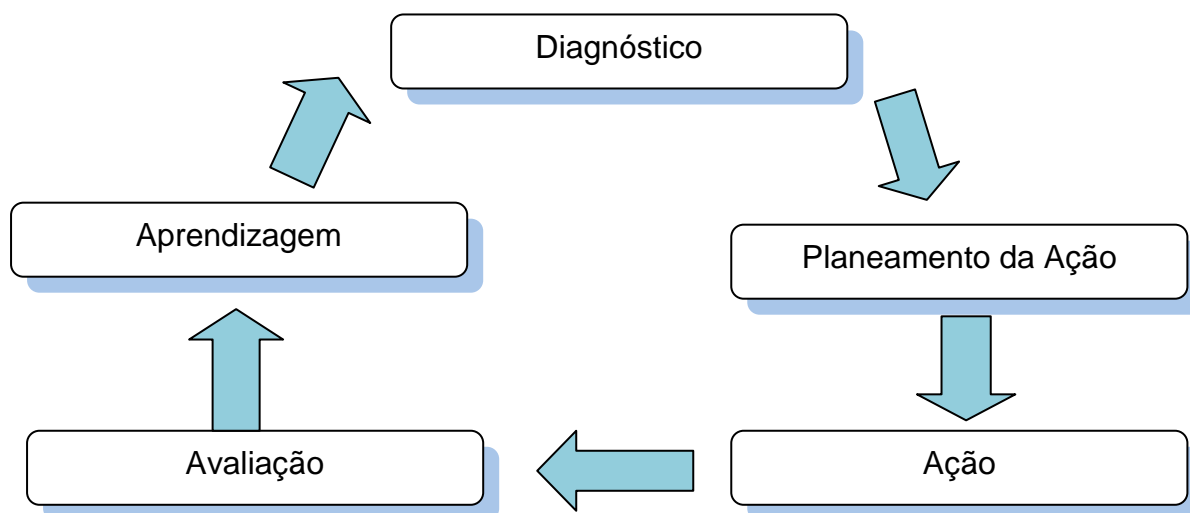 Diagnóstico
Aprendizagem
Planeamento da Ação
Avaliação
Ação